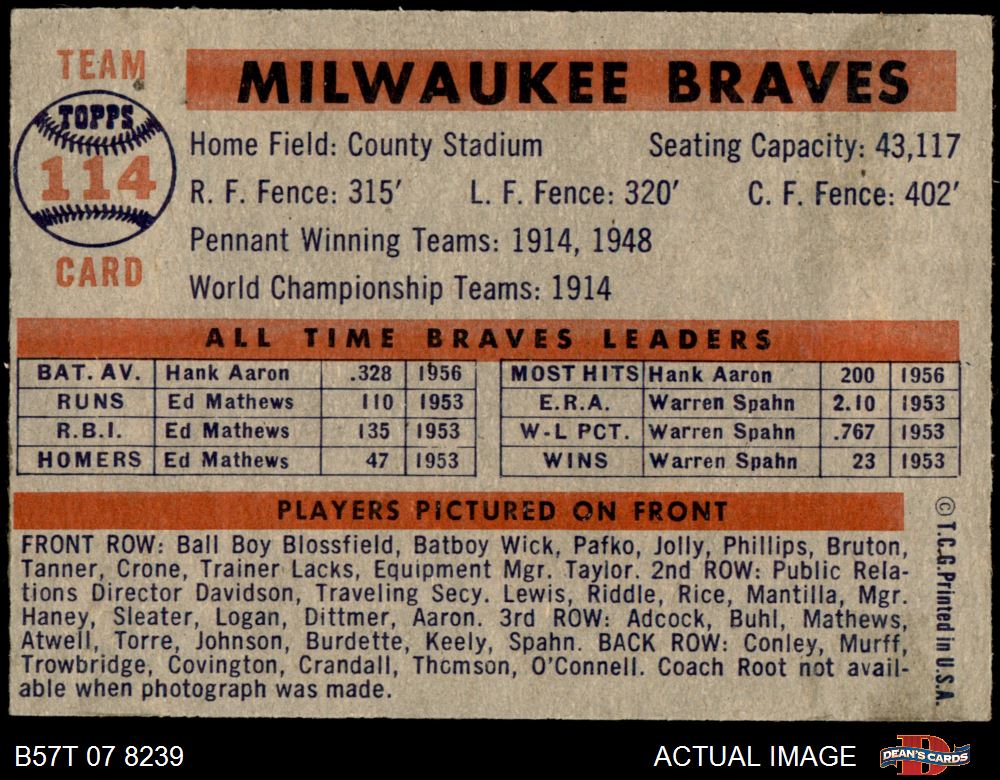 TEAM
TOPPS
114
CARD
MILWAUKEE BRAVES
Home Field: County Stadium Seating Capacity: 43,117
R. F. Fence: 315′ L. F. Fence: 320′ C. F. Fence: 402′
Pennant Winning Teams: 1914, 1948
World Championship Teams: 1914
ALL TIME BRAVES LEADERS
BAT. AV. Hank Aaron .328 1956 MOST HITS Hank Aaron 200 1956
RUNS Ed Mathews 110 1953 E.R.A. Warren Spahn 2.10 1953
R.B.I. Ed Mathews 135 1953 W-L PCT. Warren Spahn .767 1953
HOMERS Ed Mathews 47 1953 WINS Warren Spahn 23 1953
PLAYERS PICTURED ON FRONT
FRONT ROW: Ball Boy Blossfield, Batboy Wick, Pafko, Jolly, Phillips, Bruton,
Tanner, Crone, Trainer Lacks, Equipment Mgr. Taylor. 2nd ROW: Public Rela-
tions Director Davidson, Traveling Secy. Lewis, Riddle, Rice, Mantilla, Mgr.
Haney, Sleater, Logan, Dittmer, Aaron. 3rd ROW: Adcock, Buhl, Mathews,
Atwell, Torre, Johnson, Burdette, Keely, Spahn. BACK ROW: Conley, Murff,
Trowbridge, Covington, Crandall, Thomson, O'Connell. Coach Root not avail-
able when photograph was made.
© T.C.G. Printed in U.S.A.
B57T 07 8239 ACTUAL IMAGE DEAN'S CARDS